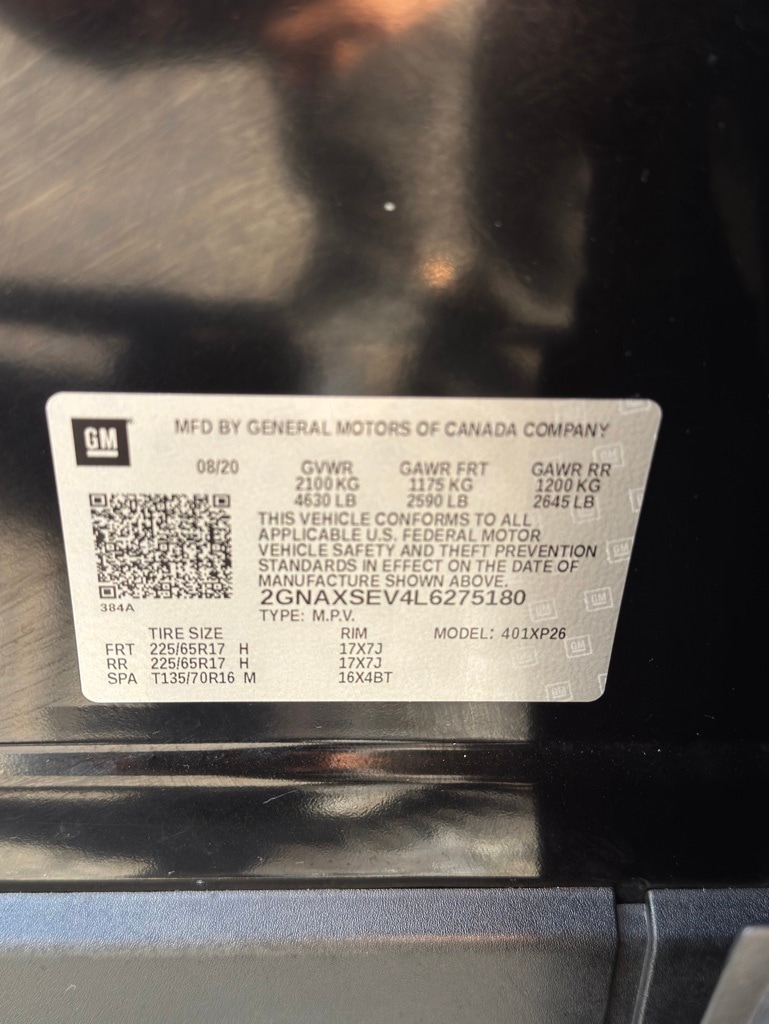 GM
MFD BY GENERAL MOTORS OF CANADA COMPANY
08/20 GVWR GAWR FRT GAWR RR
2100 KG 1175 KG 1200 KG
4630 LB 2590 LB 2645 LB
THIS VEHICLE CONFORMS TO ALL
APPLICABLE U.S. FEDERAL MOTOR
VEHICLE SAFETY AND THEFT PREVENTION
STANDARDS IN EFFECT ON THE DATE OF
MANUFACTURE SHOWN ABOVE.
384A
2GNAXSEV4L6275180
TYPE: M.P.V.
TIRE SIZE RIM MODEL: 401XP26
FRT 225/65R17 H 17X7J
RR 225/65R17 H 17X7J
SPA T135/70R16 M 16X4BT